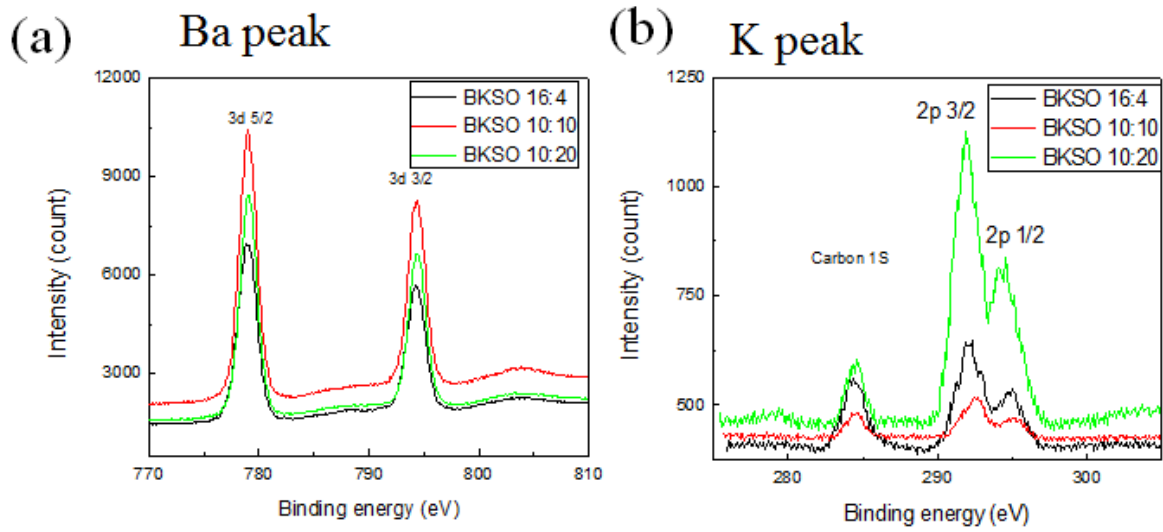 (a) Ba peak
12000
9000
6000
3000
Intensity (count)
3d 5/2
3d 3/2
BKSO 16:4
BKSO 10:10
BKSO 10:20
770 780 790 800 810
Binding energy (eV)
(b) K peak
1250
1000
750
500
Intensity (count)
2p 3/2
2p 1/2
Carbon 1S
BKSO 16:4
BKSO 10:10
BKSO 10:20
280 290 300
Binding energy (eV)